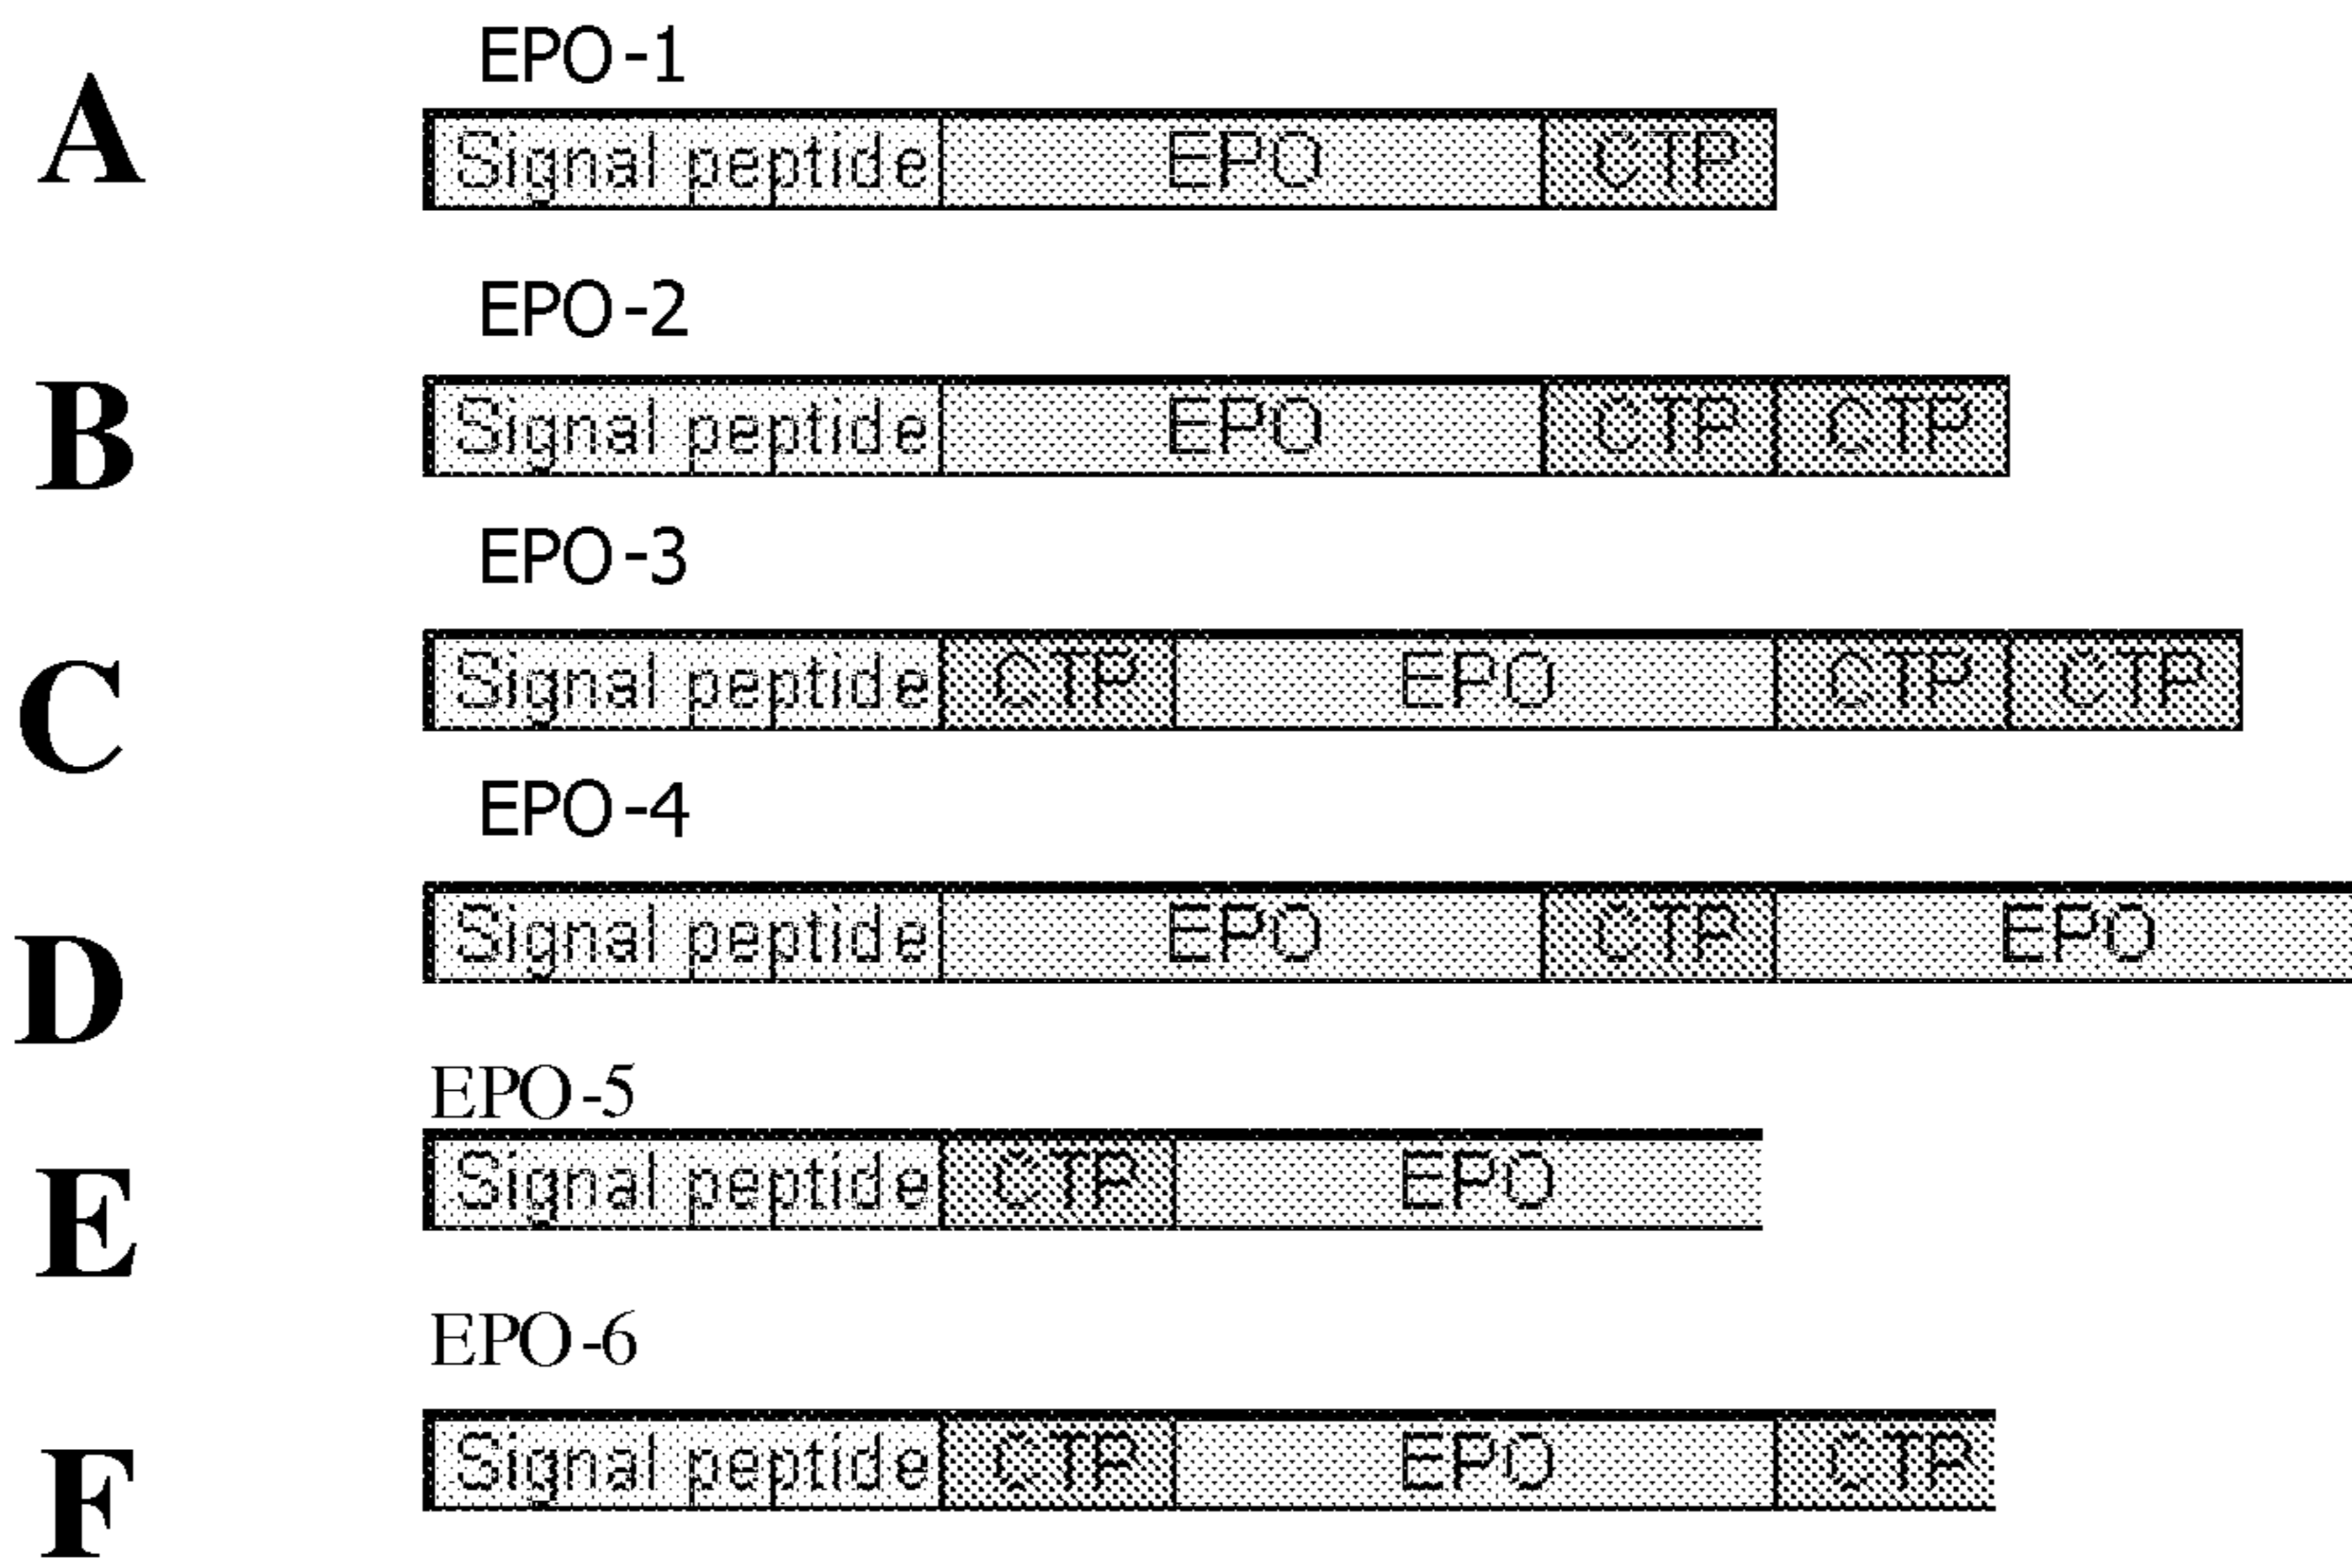 EPO-1
A
Signal peptide EPO CTP
EPO-2
B
Signal peptide EPO CTP CTP
EPO-3
C
Signal peptide CTP EPO CTP CTP
EPO-4
D
Signal peptide EPO CTP EPO
EPO-5
E
Signal peptide CTP EPO
EPO-6
F
Signal peptide CTP EPO CTP